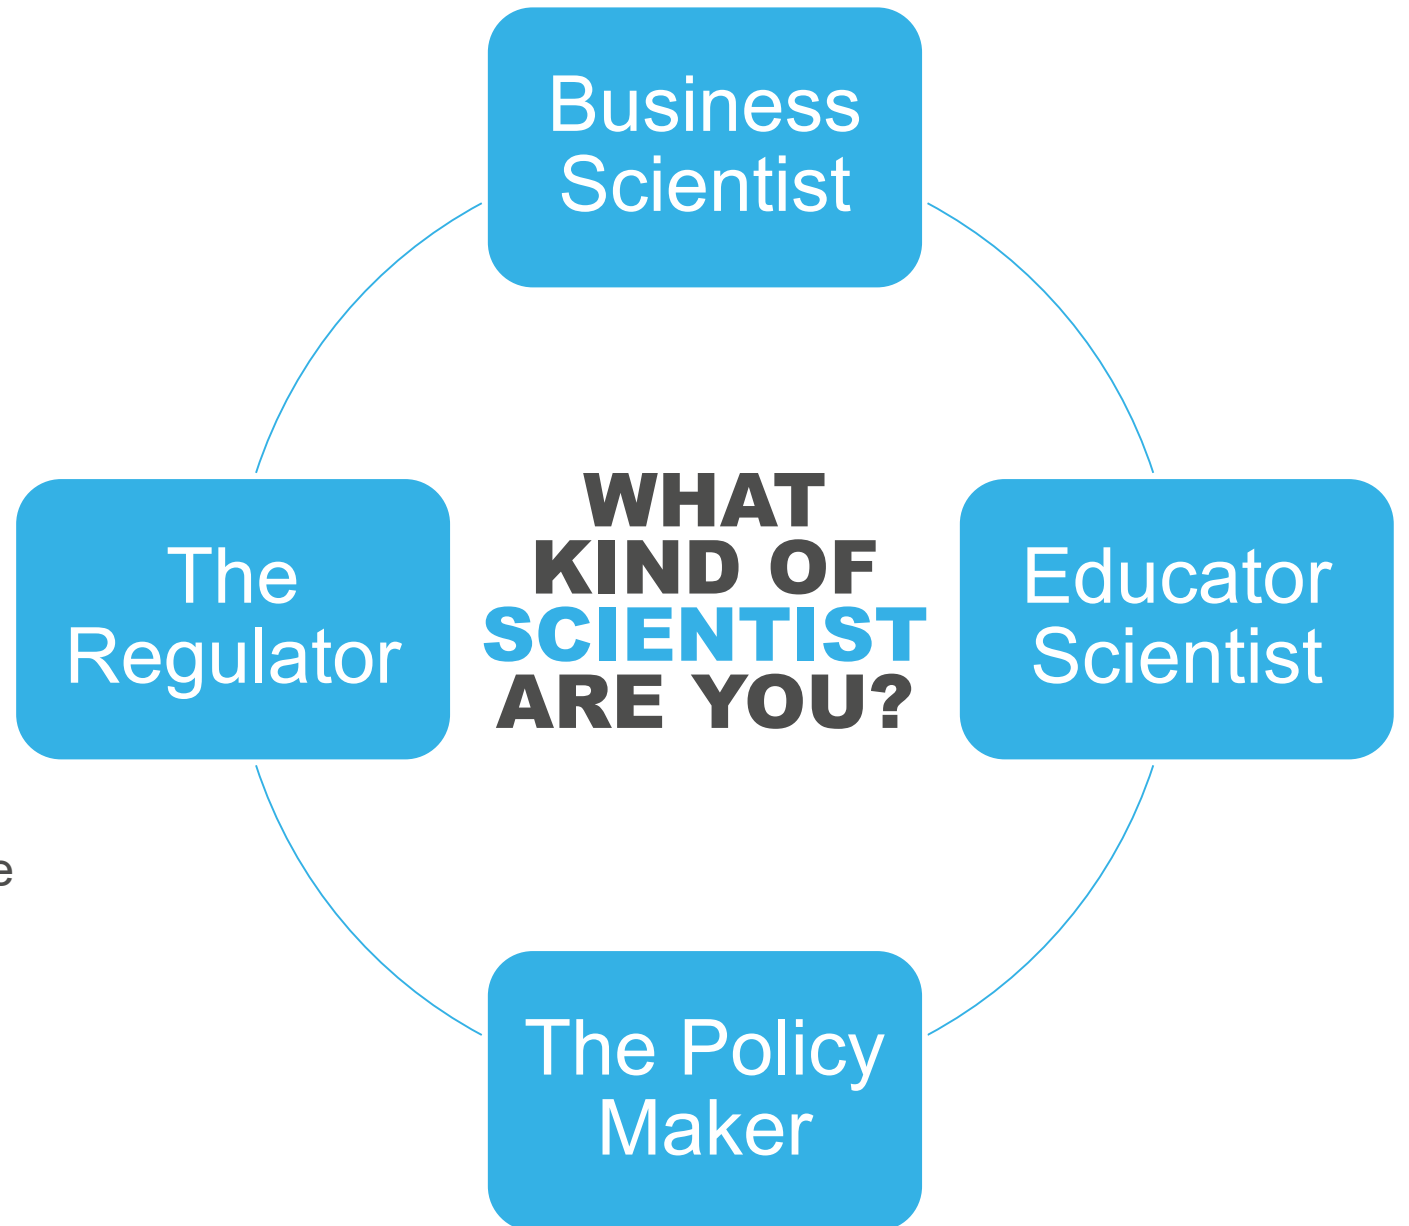 Business
Scientist
The
Regulator
WHAT
KIND OF
SCIENTIST
ARE YOU?
Educator
Scientist
e
The Policy
Maker